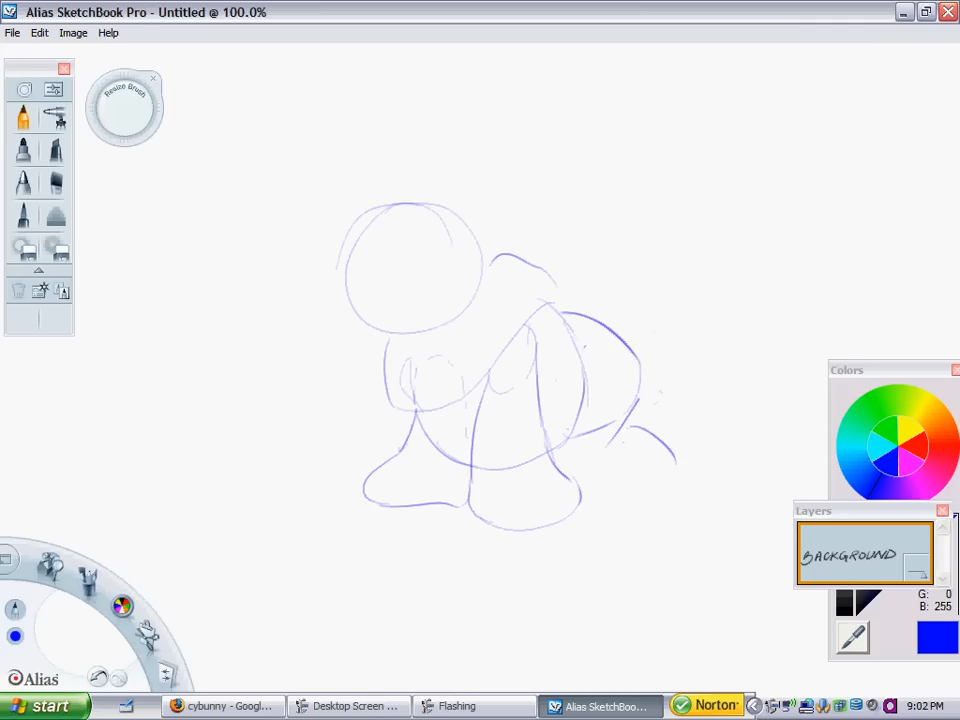 Alias SketchBook Pro - Untitled @ 100.0%
File Edit Image Help
Resize Brush
Colors
Layers
BACKGROUND
G: 0
B: 255
Alias
start
cybunny - Googl...
Desktop Screen ...
Flashing
Alias SketchBoo...
Norton
9:02 PM